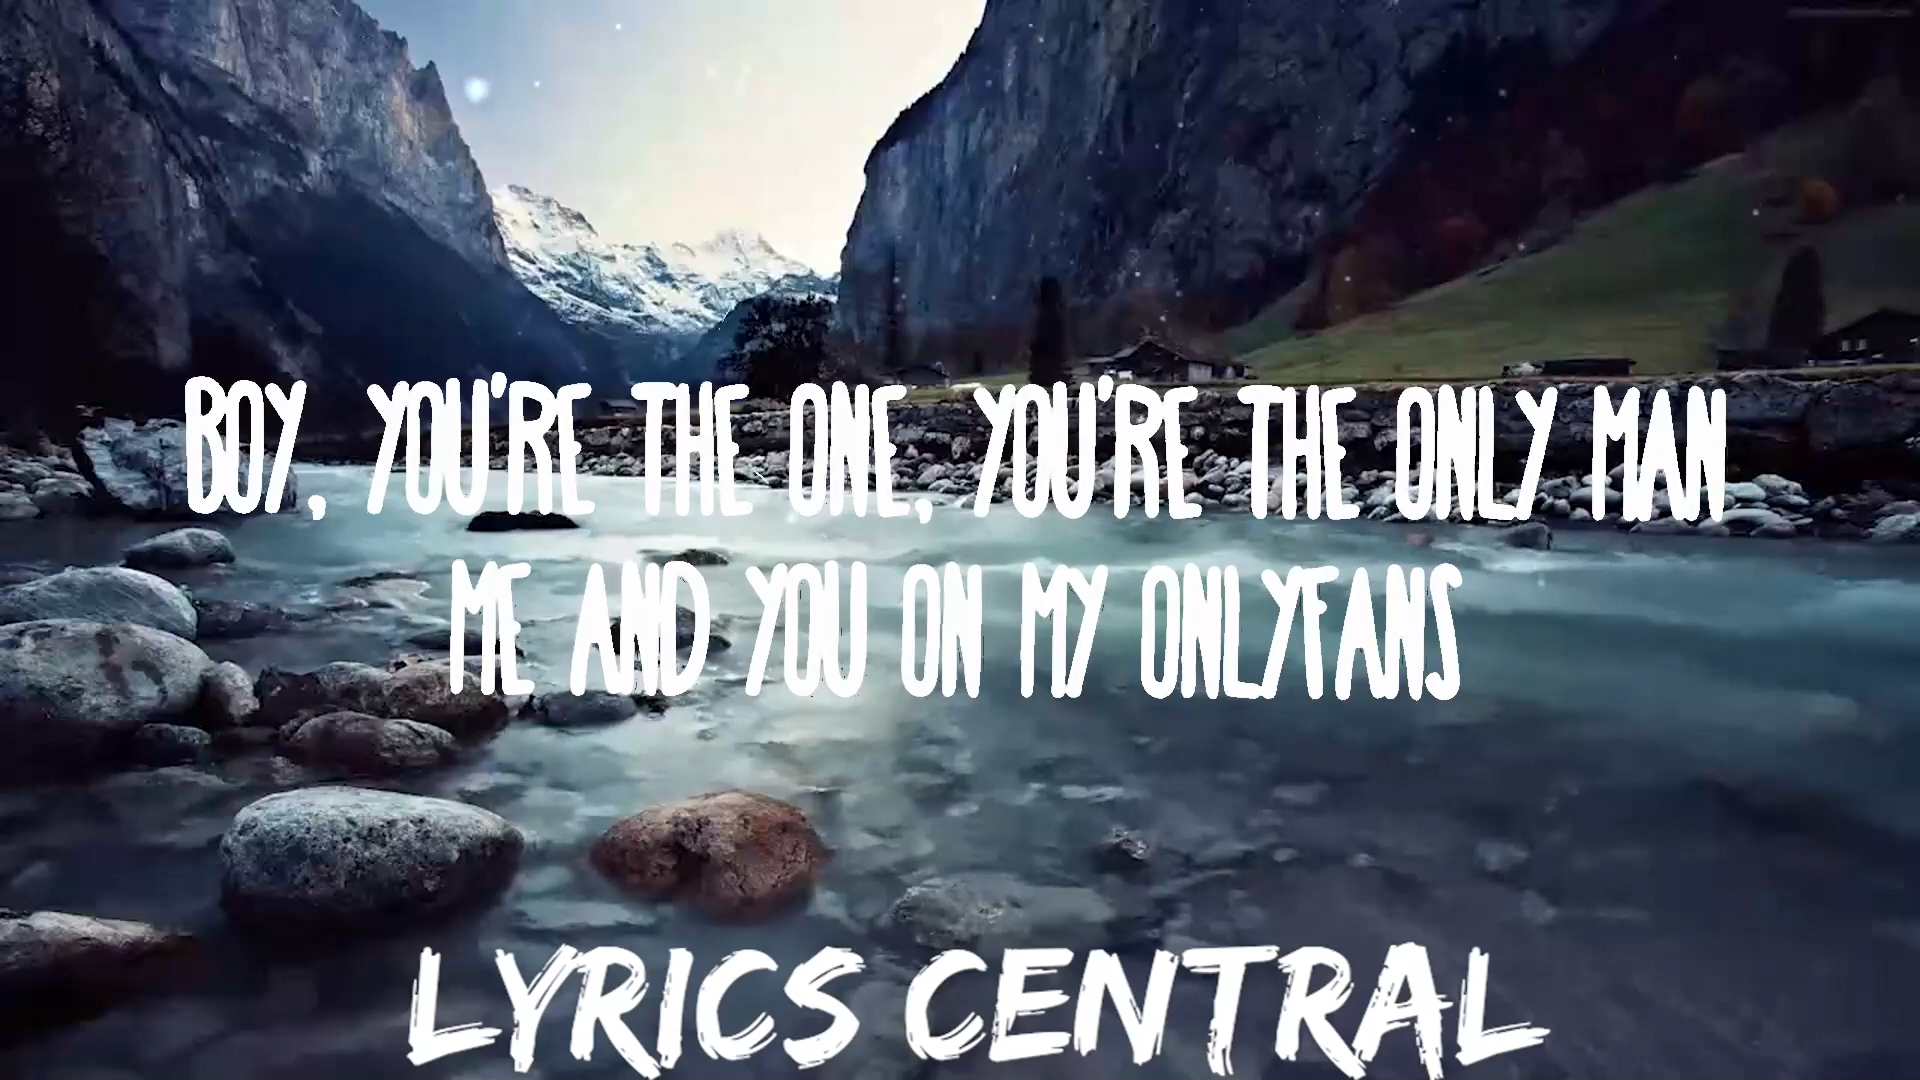 BOY, YOU'RE THE ONE, YOU'RE THE ONLY MAN
ME AND YOU ON MY ONLYFANS
LYRICS CENTRAL